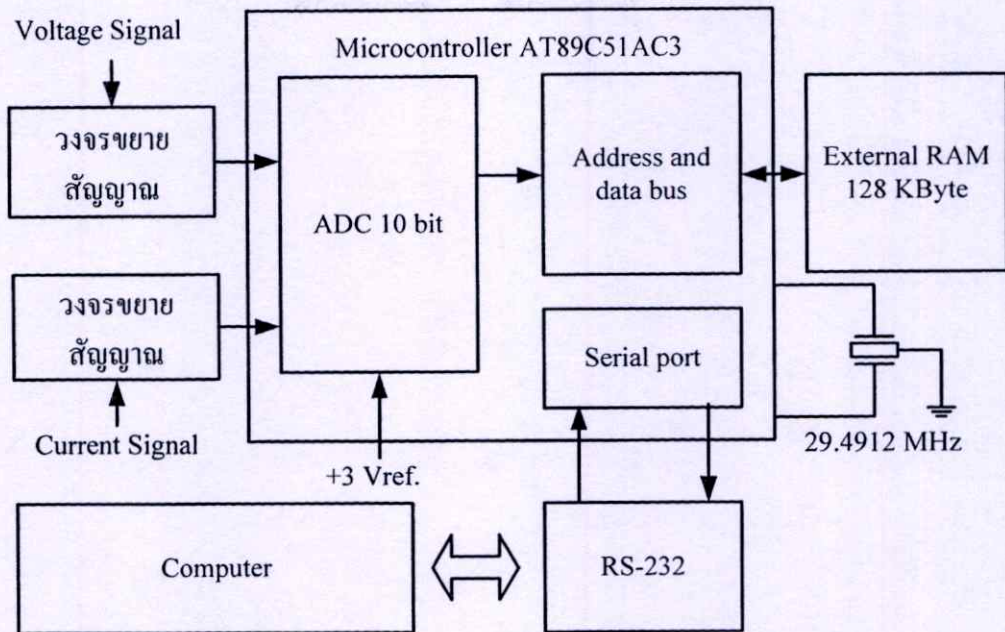 Voltage Signal
Microcontroller AT89C51AC3
วงจรขยาย
สัญญาณ
ADC 10 bit
Address and
data bus
External RAM
128 KByte
วงจรขยาย
สัญญาณ
Serial port
Current Signal
+3 Vref.
29.4912 MHz
Computer
RS-232